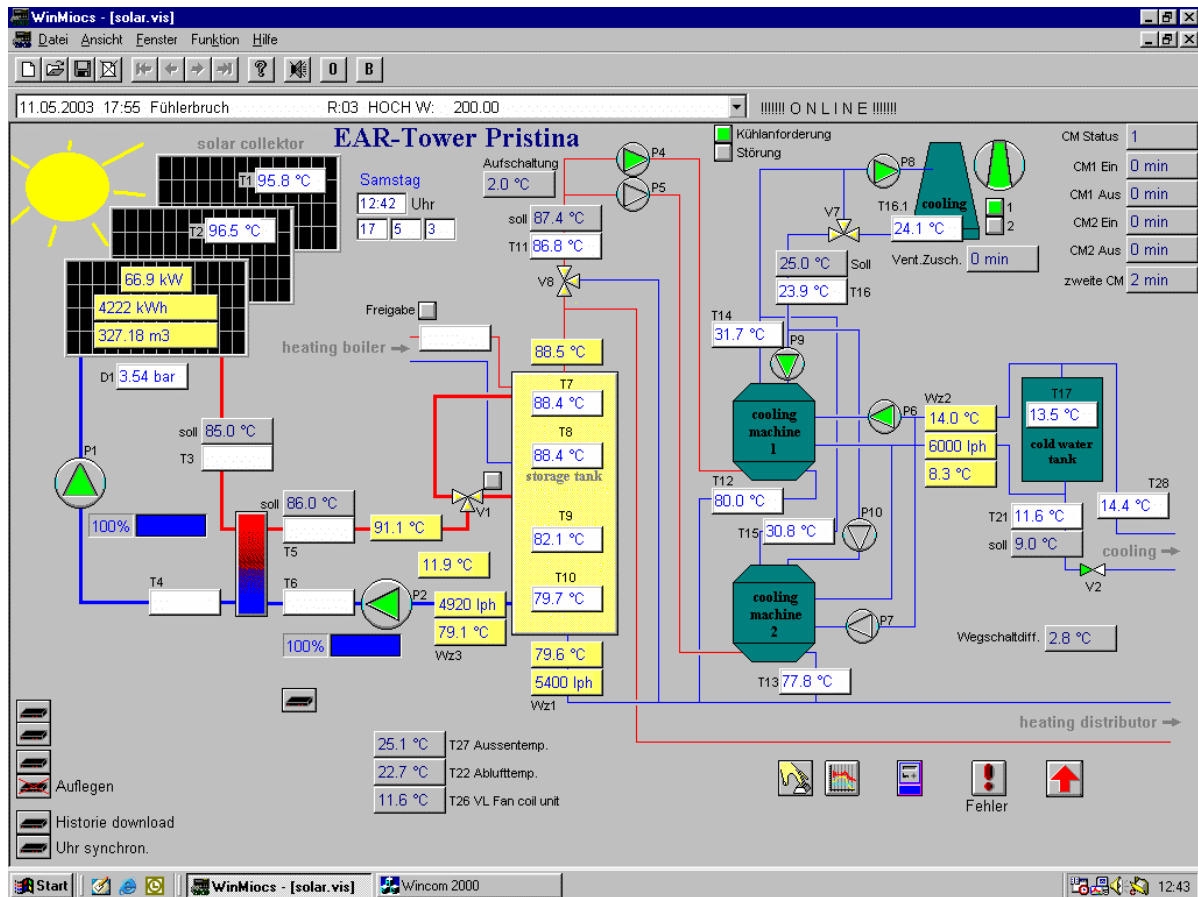 WinMiocs - [solar.vis]
Datei Ansicht Fenster Funktion Hilfe
? 0 B
11.05.2003 17:55 Fühlerbruch R:03 HOCH W: 200.00
!!!!!!! O N L I N E !!!!!!!
EAR-Tower Pristina
solar collektor
T1 95.8 °C
T2 96.5 °C
66.9 kW
4222 kWh
327.18 m3
D1 3.54 bar
Samstag
12:42 Uhr
17 5 3
Aufschaltung
2.0 °C
soll 87.4 °C
T11 86.8 °C
V8
P4
P5
Kühlanforderung
Störung
P8
cooling
1
2
T16.1
24.1 °C
V7
Vent.Zusch. 0 min
25.0 °C Soll
23.9 °C T16
CM Status 1
CM1 Ein 0 min
CM1 Aus 0 min
CM2 Ein 0 min
CM2 Aus 0 min
zweite CM 2 min
Freigabe
heating boiler
88.5 °C
T7
88.4 °C
T8
88.4 °C
storage tank
T9
82.1 °C
T10
79.7 °C
79.6 °C
5400 lph
Wz1
soll 85.0 °C
T3
P1
100%
soll 86.0 °C
T5
91.1 °C
V1
11.9 °C
T4
T6
P2
100%
4920 lph
79.1 °C
Wz3
T14
31.7 °C
P9
cooling
machine
1
T12
80.0 °C
P6
Wz2
14.0 °C
6000 lph
8.3 °C
T17
13.5 °C
cold water
tank
T28
14.4 °C
T21 11.6 °C
soll 9.0 °C
cooling
V2
T15 30.8 °C
P10
cooling
machine
2
P7
T13 77.8 °C
Wegschaltdiff. 2.8 °C
heating distributor
25.1 °C T27 Aussentemp.
22.7 °C T22 Ablufttemp.
11.6 °C T26 VL Fan coil unit
Auflegen
Historie download
Uhr synchron.
Fehler
Start
WinMiocs - [solar.vis]
Wincom 2000
12:43